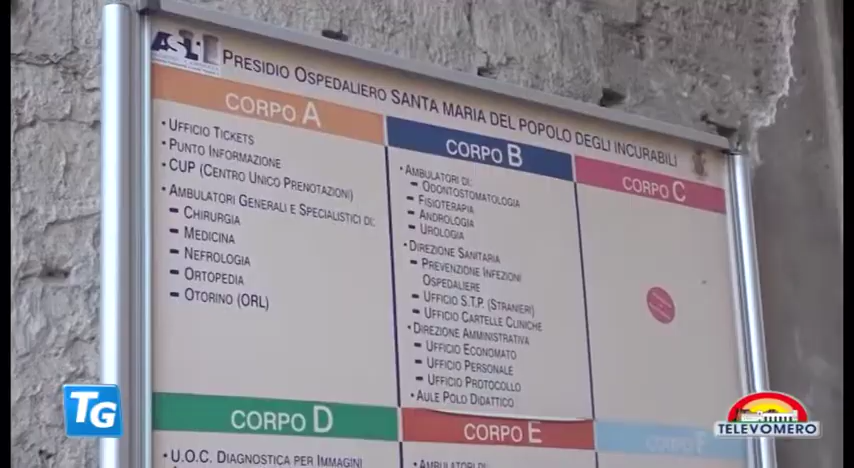 ASL
PRESIDIO OSPEDALIERO SANTA MARIA DEL POPOLO DEGLI INCURABILI
CORPO A
• UFFICIO TICKETS
• PUNTO INFORMAZIONE
• CUP (CENTRO UNICO PRENOTAZIONI)
• AMBULATORI GENERALI E SPECIALISTICI DI:
- CHIRURGIA
- MEDICINA
- NEFROLOGIA
- ORTOPEDIA
- OTORINO (ORL)
CORPO B
• AMBULATORI DI:
- ODONTOSTOMATOLOGIA
- FISIOTERAPIA
- ANDROLOGIA
- UROLOGIA
• DIREZIONE SANITARIA
- PREVENZIONE INFEZIONI
OSPEDALIERE
- UFFICIO S.T.P. (STRANIERI)
- UFFICIO CARTELLE CLINICHE
• DIREZIONE AMMINISTRATIVA
- UFFICIO ECONOMATO
- UFFICIO PERSONALE
- UFFICIO PROTOCOLLO
• AULE POLO DIDATTICO
CORPO C
CORPO D
• U.O.C. DIAGNOSTICA PER IMMAGINI
CORPO E
• AMBULATORI DI
CORPO F
TG
TELEVOMERO